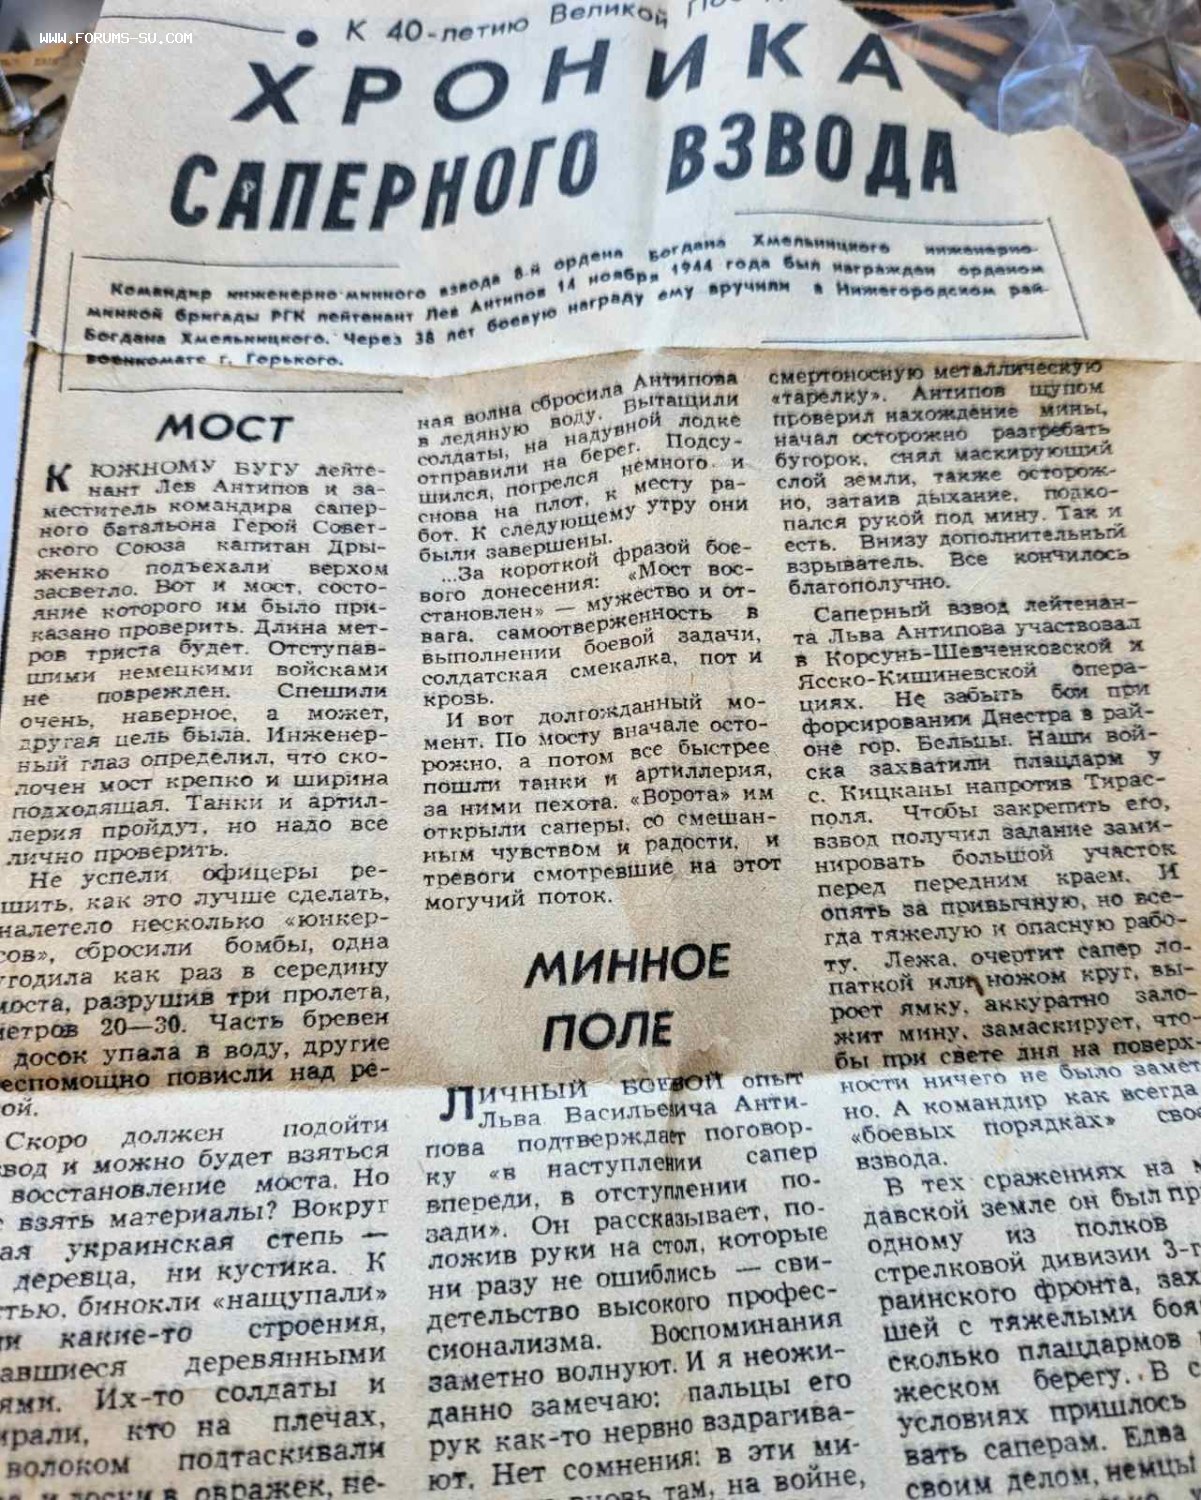 WWW.FORUMS-SU.COM
К 40-летию Великой
ХРОНИКА
САПЕРНОГО ВЗВОДА
Командир инженерно-минного взвода 8-й ордена Богдана Хмельницкого инженерно-
минной бригады РГК лейтенант Лев Антипов 14 ноября 1944 года был награжден орденом
Богдана Хмельницкого. Через 38 лет боевую награду ему вручили в Нижегородском рай-
военкомате г. Горького.
МОСТ
К ЮЖНОМУ БУГУ лейте-
нант Лев Антипов и за-
меститель командира сапер-
ного батальона Герой Совет-
ского Союза капитан Дры-
женко подъехали верхом
засветло. Вот и мост, состо-
яние которого им было при-
казано проверить. Длина мет-
ров триста будет. Отступав-
шими немецкими войсками
не поврежден. Спешили
очень, наверное, а может,
другая цель была. Инженер-
ный глаз определил, что ско-
лочен мост крепко и ширина
подходящая. Танки и артил-
лерия пройдут, но надо все
лично проверить.
Не успели офицеры ре-
шить, как это лучше сделать,
налетело несколько «юнкер-
сов», сбросили бомбы, одна
угодила как раз в середину
моста, разрушив три пролета,
метров 20—30. Часть бревен
досок упала в воду, другие
беспомощно повисли над ре-
ой.
Скоро должен подойти
взвод и можно будет взяться
восстановление моста. Но
взять материалы? Вокруг
ая украинская степь —
деревца, ни кустика. К
стью, бинокли «нащупали»
какие-то строения,
авшиеся деревянными
ями. Их-то солдаты и
ирали, кто на плечах,
волоком подтаскивали
и доски в овражек, не-
ная волна сбросила Антипова
в ледяную воду. Вытащили
солдаты, на надувной лодке
отправили на берег. Подсу-
шился, погрелся немного и
снова на плот, к месту ра-
бот. К следующему утру они
были завершены.
...За короткой фразой бое-
вого донесения: «Мост вос-
становлен» — мужество и от-
вага, самоотверженность в
выполнении боевой задачи,
солдатская смекалка, пот и
кровь.
И вот долгожданный мо-
мент. По мосту вначале осто-
рожно, а потом все быстрее
пошли танки и артиллерия,
за ними пехота. «Ворота» им
открыли саперы, со смешан-
ным чувством и радости, и
тревоги смотревшие на этот
могучий поток.
МИННОЕ
ПОЛЕ
ЛИЧНЫЙ БОЕВОЙ опыт
Льва Васильевича Анти-
пова подтверждает поговор-
ку «в наступлении сапер
впереди, в отступлении по-
зади». Он рассказывает, по-
ложив руки на стол, которые
ни разу не ошиблись — сви-
детельство высокого профес-
сионализма. Воспоминания
заметно волнуют. И я неожи-
данно замечаю: пальцы его
рук как-то нервно вздрагива-
ют. Нет сомнения: в эти ми-
вновь там, на войне,
смертоносную металлическую
«тарелку». Антипов щупом
проверил нахождение мины,
начал осторожно разгребать
бугорок, снял маскирующий
слой земли, также осторож-
но, затаив дыхание, подко-
пался рукой под мину. Так и
есть. Внизу дополнительный
взрыватель. Все кончилось
благополучно.
Саперный взвод лейтенан-
та Льва Антипова участвовал
в Корсунь-Шевченковской и
Ясско-Кишиневской опера-
циях. Не забыть бои при
форсировании Днестра в рай-
оне гор. Бельцы. Наши вой-
ска захватили плацдарм у
с. Кицканы напротив Тирас-
поля. Чтобы закрепить его,
взвод получил задание зами-
нировать большой участок
перед передним краем. И
опять за привычную, но все-
гда тяжелую и опасную рабо-
ту. Лежа, очертит сапер ло-
паткой или ножом круг, вы-
роет ямку, аккуратно зало-
жит мину, замаскирует, что-
бы при свете дня на поверх-
ности ничего не было замет
но. А командир как всегда
«боевых порядках» свое
взвода.
В тех сражениях на м
давской земле он был пр
одному из полков
стрелковой дивизии 3-г
раинского фронта, зах
шей с тяжелыми боя
сколько плацдармов
жеском берегу. В с
условиях пришлось
вать саперам. Едва
своим делом, немцы